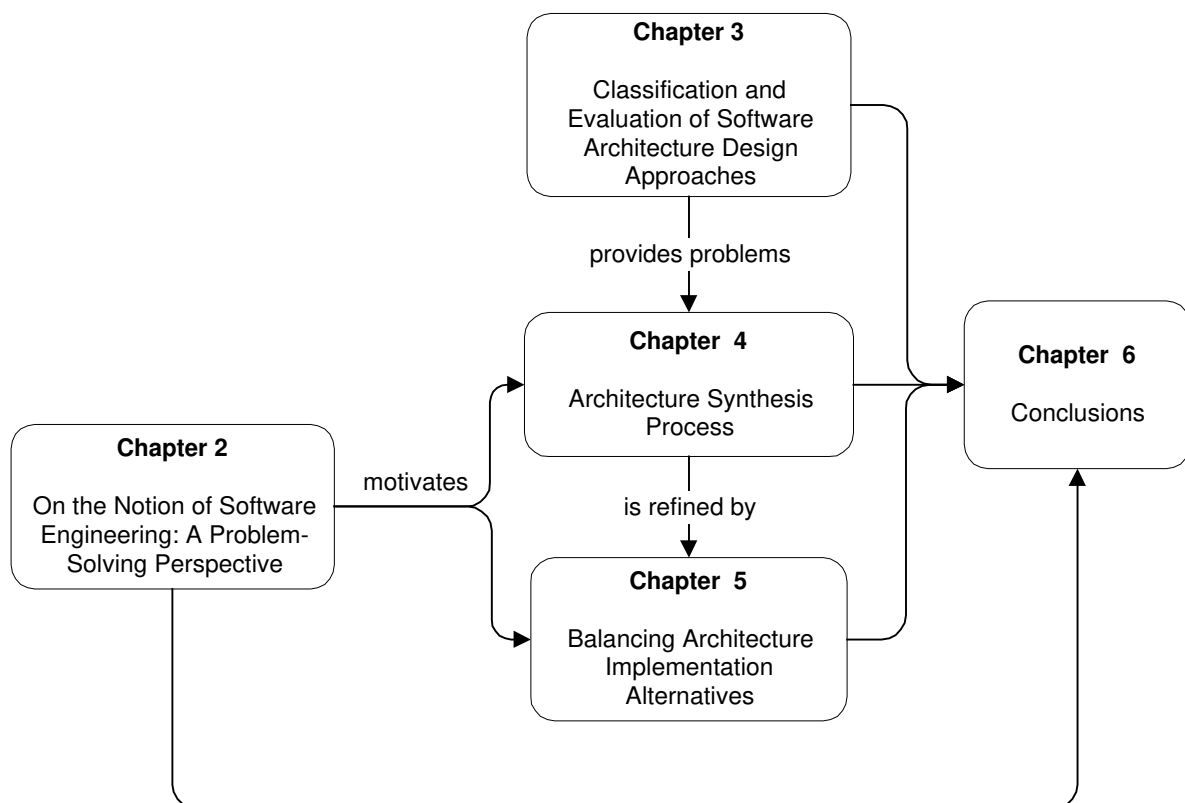 Chapter 3
Classification and
Evaluation of Software
Architecture Design
Approaches
provides problems
Chapter 4
Architecture Synthesis
Process
Chapter 6
Conclusions
Chapter 2
On the Notion of Software
Engineering: A Problem-
Solving Perspective
motivates
is refined by
Chapter 5
Balancing Architecture
Implementation
Alternatives